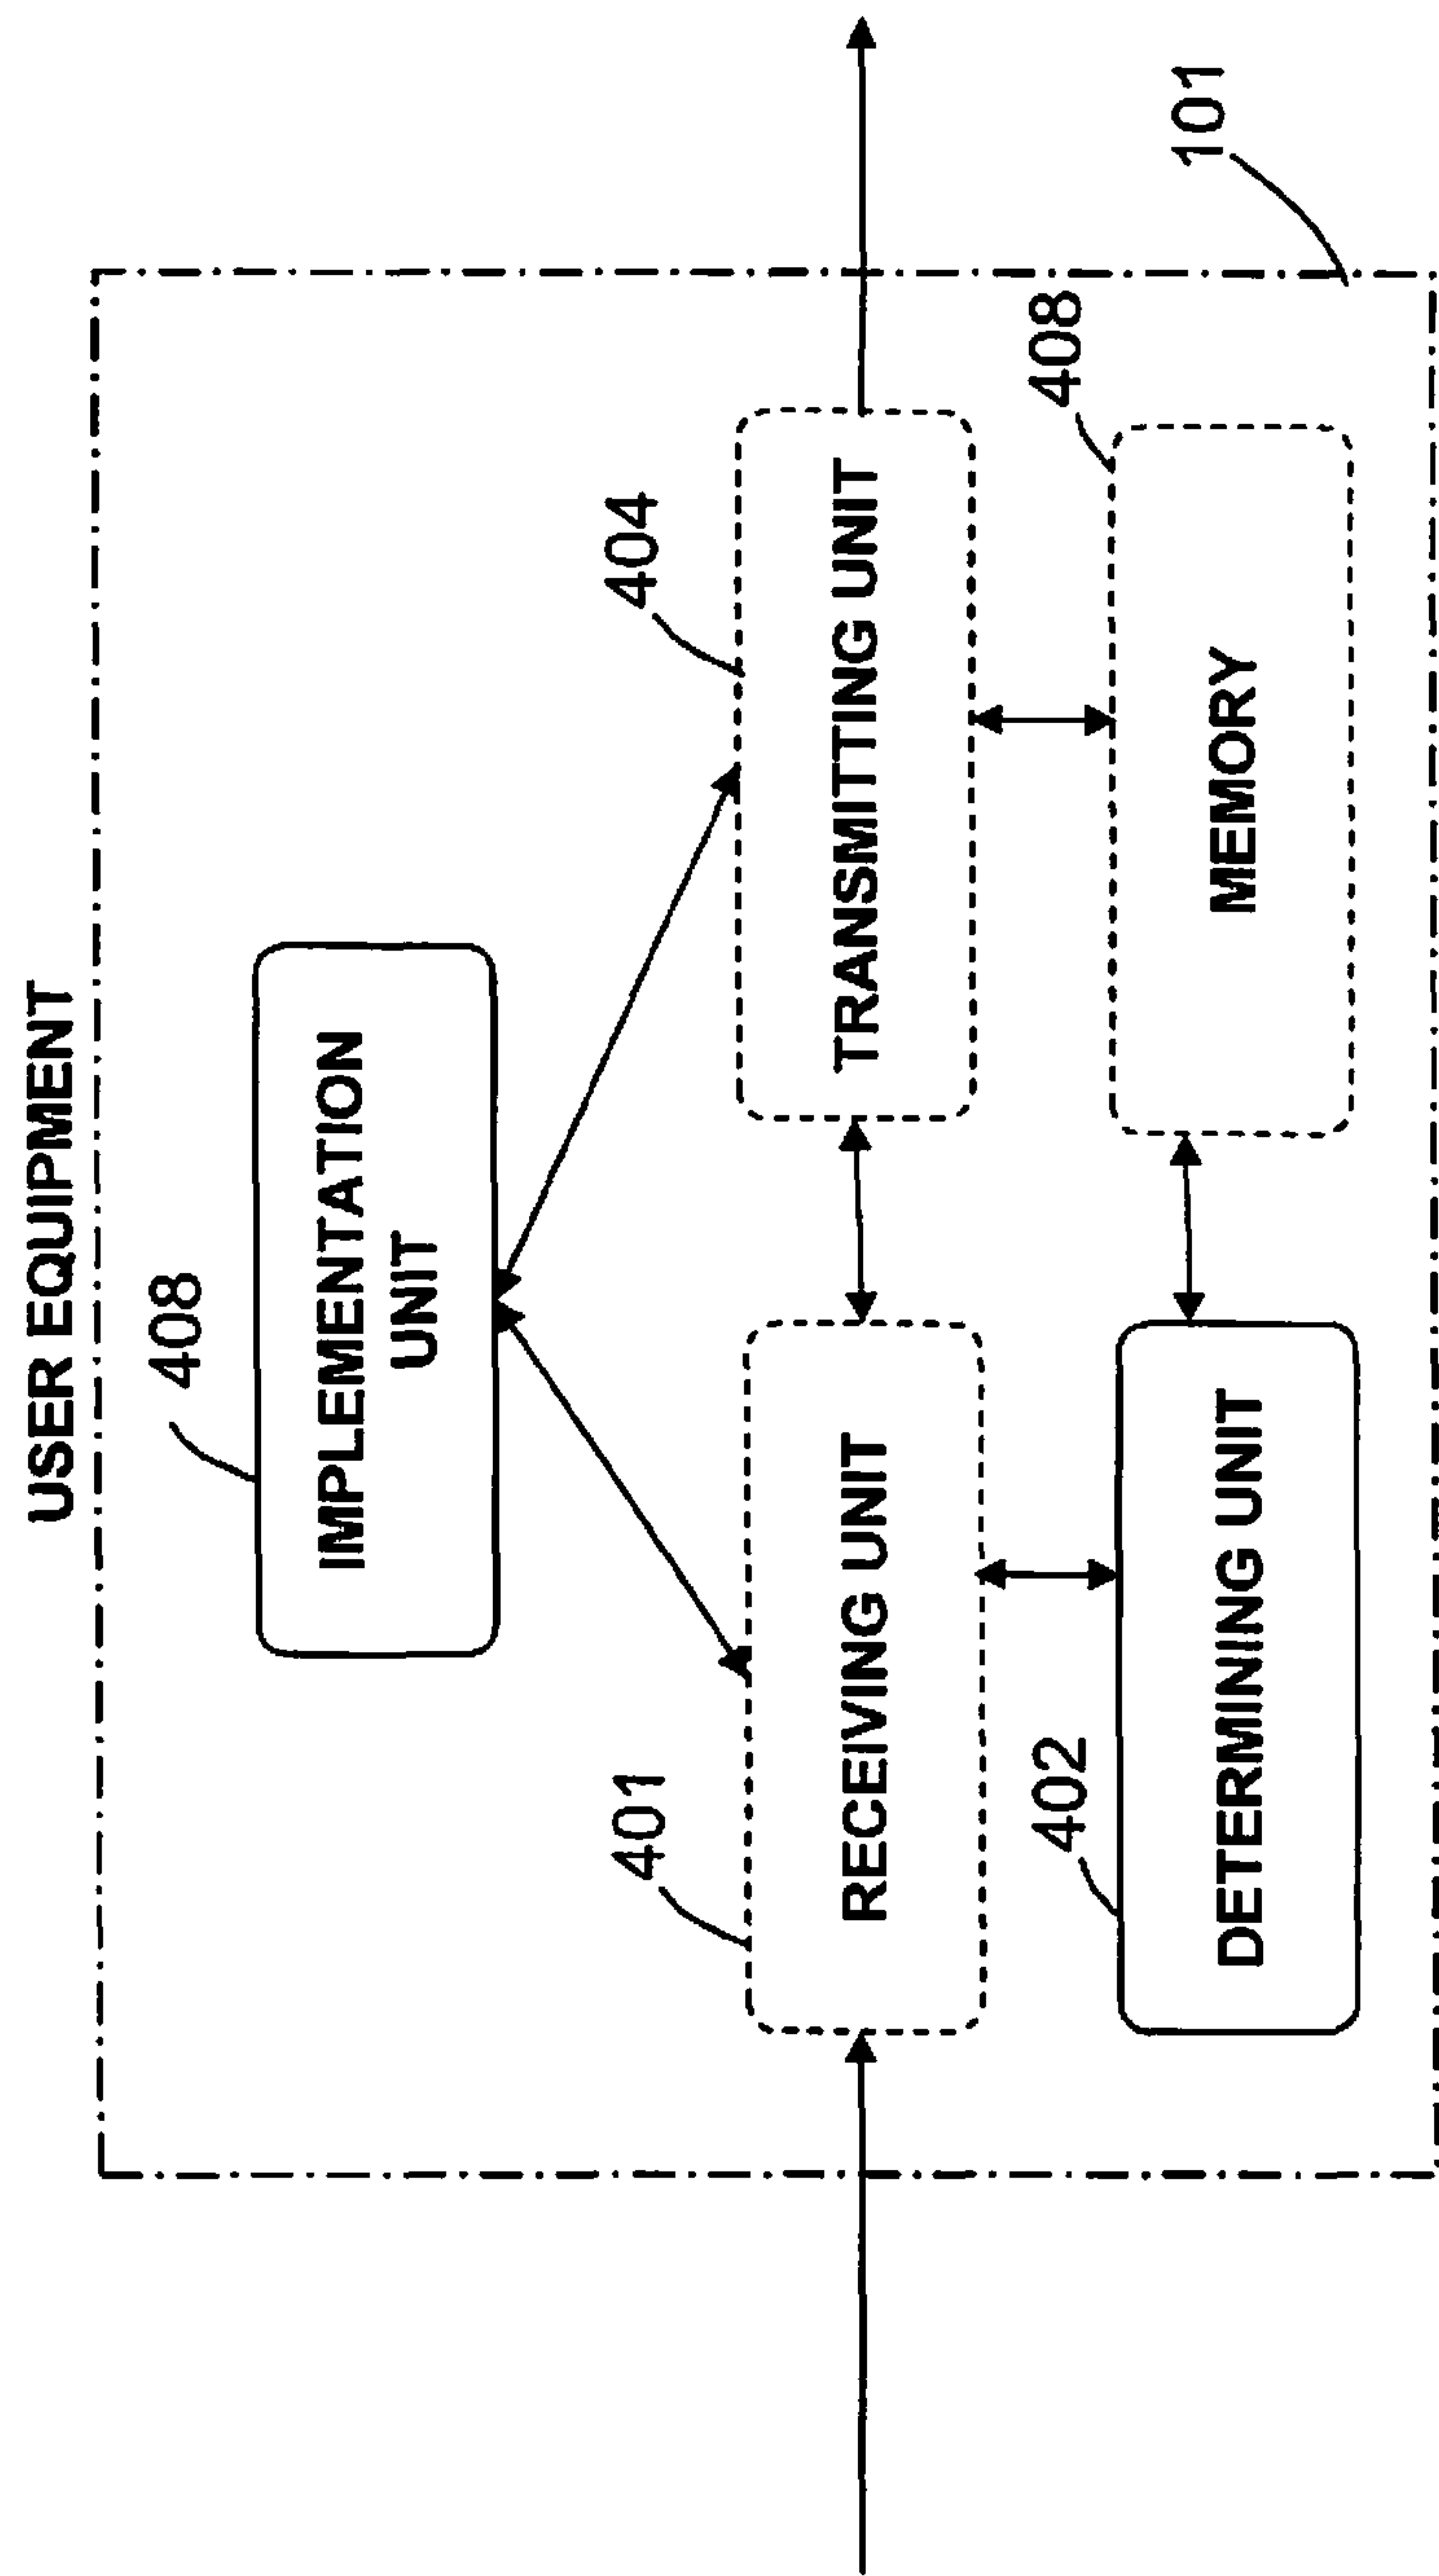 USER EQUIPMENT
408
IMPLEMENTATION
UNIT
401
RECEIVING UNIT
404
TRANSMITTING UNIT
402
DETERMINING UNIT
408
MEMORY
101